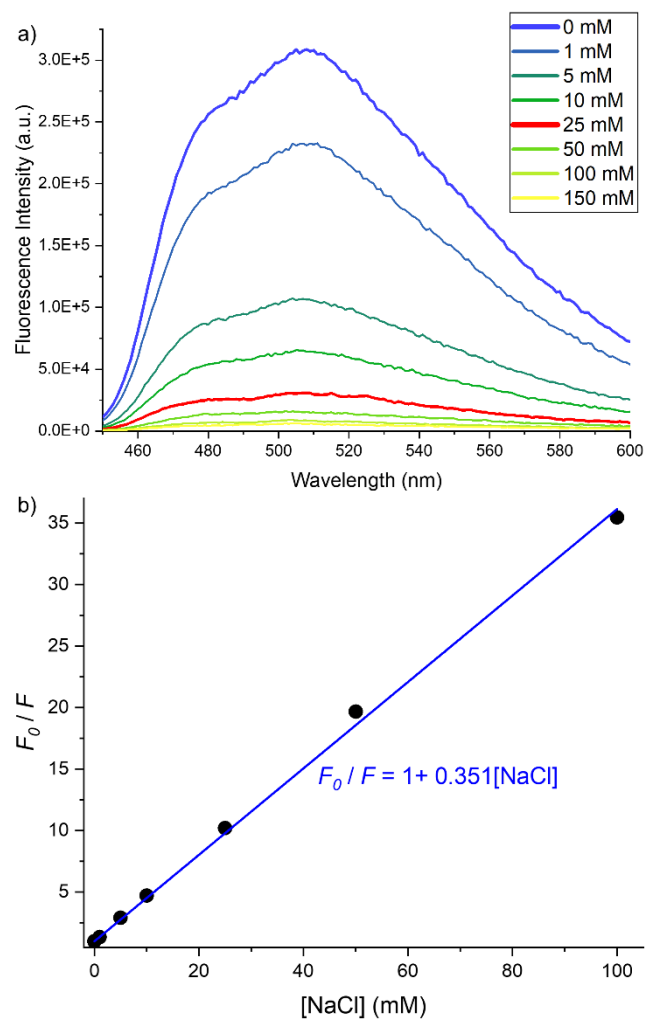 a)
0 mM
1 mM
5 mM
10 mM
25 mM
50 mM
100 mM
150 mM
Fluorescence Intensity (a.u.)
3.0E+5
2.5E+5
2.0E+5
1.5E+5
1.0E+5
5.0E+4
0.0E+0
460 480 500 520 540 560 580 600
Wavelength (nm)
b)
F₀ / F
35
30
25
20
15
10
5
F₀ / F = 1+ 0.351[NaCl]
0 20 40 60 80 100
[NaCl] (mM)